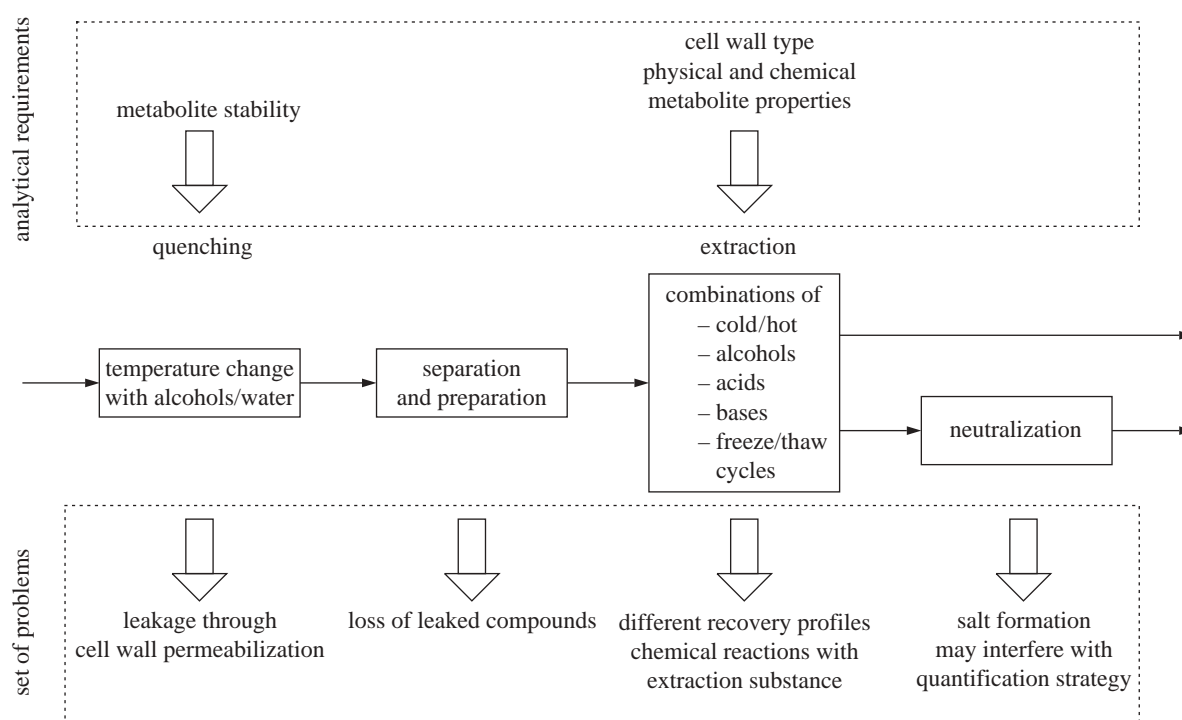 analytical requirements
metabolite stability
cell wall type
physical and chemical
metabolite properties
quenching
extraction
temperature change
with alcohols/water
separation
and preparation
combinations of
– cold/hot
– alcohols
– acids
– bases
– freeze/thaw
cycles
neutralization
set of problems
leakage through
cell wall permeabilization
loss of leaked compounds
different recovery profiles
chemical reactions with
extraction substance
salt formation
may interfere with
quantification strategy